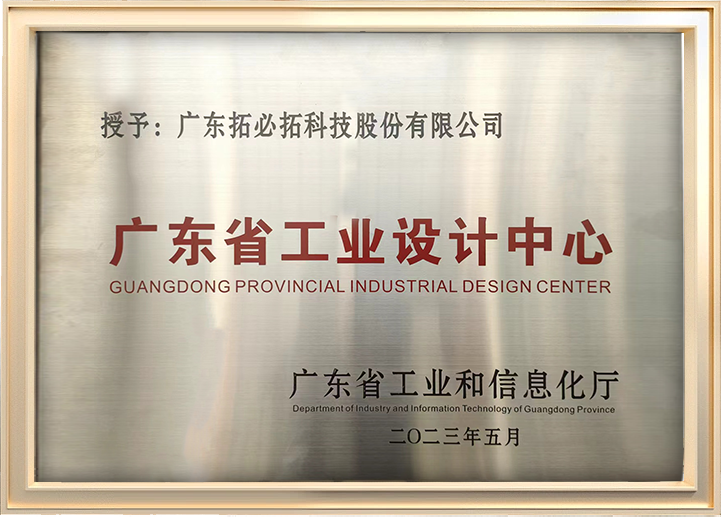 授予：广东拓必拓科技股份有限公司
广东省工业设计中心
GUANGDONG PROVINCIAL INDUSTRIAL DESIGN CENTER
广东省工业和信息化厅
Department of Industry and Information Technology of Guangdong Province
二〇二三年五月